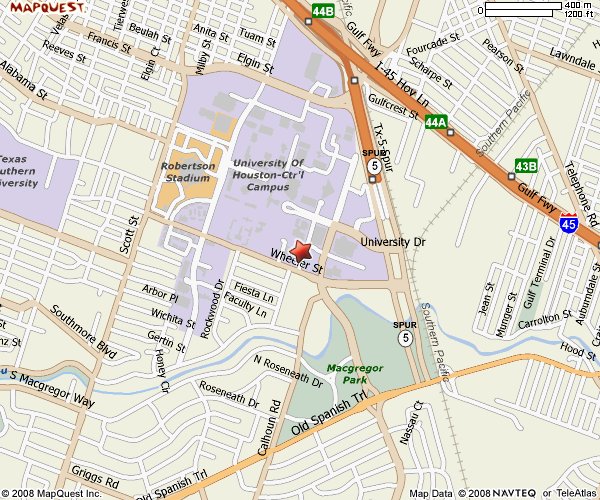 MAPQUEST
400 m
1200 ft
44B
Velas
Tierwes
Beulah St
Anita St
Tuam St
Gulf Fwy
Fourcade St
Pearson St
Reeves St
Francis St
Elgin Ct
Milby St
Elgin St
I-45 Hov Ln
Scharpe St
Lawndale
Alabama St
Gulfcrest St
44A
Tx-5-Spur
Southern Pacific
SPUR
5
43B
Telephone Rd
Gulf Fwy
45
Texas
Southern
University
Robertson
Stadium
University Of
Houston-Ctr'l
Campus
Scott St
University Dr
Wheeler St
Gulf Terminal Dr
Auburndale St
Jean St
Munger St
Carrolton St
Arbor Pl
Wichita St
Rockwood Dr
Fiesta Ln
Faculty Ln
Southern Pacific
Southmore Blvd
Gertin St
SPUR
5
Hood St
Honey Cir
N Roseneath Dr
Macgregor
Park
S Macgregor Way
Roseneath Dr
Calhoun Rd
Old Spanish Trl
Nassau Ct
Griggs Rd
Old Spanish Trl
© 2008 MapQuest Inc.
Map Data © 2008 NAVTEQ or TeleAtlas